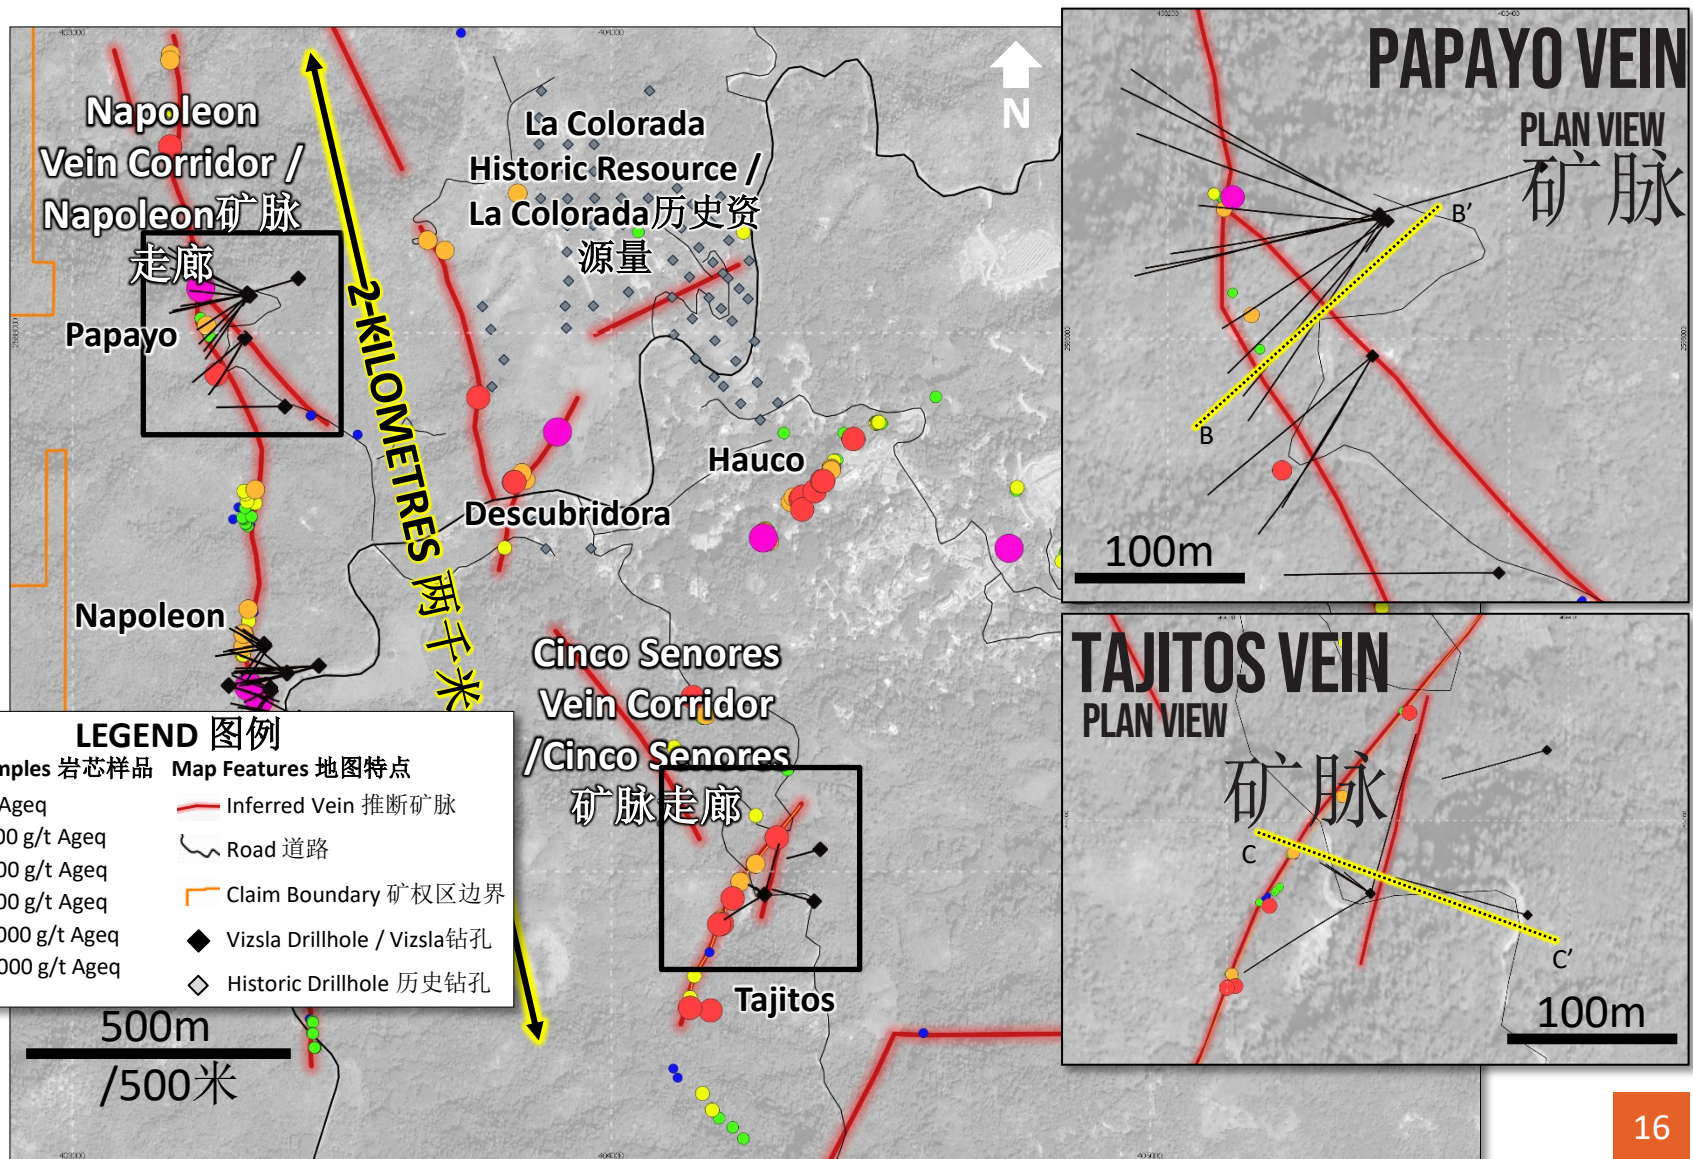 403000
404000
N
Napoleon
Vein Corridor /
Napoleon矿脉
走廊
La Colorada
Historic Resource /
La Colorada历史资
源量
Papayo
2-KILOMETRES 两千米
Hauco
Descubridora
Napoleon
Cinco Senores
Vein Corridor
/Cinco Senores
矿脉走廊
Tajitos
LEGEND 图例
mples 岩芯样品
Ageq
00 g/t Ageq
00 g/t Ageq
00 g/t Ageq
000 g/t Ageq
000 g/t Ageq
Map Features 地图特点
Inferred Vein 推断矿脉
Road 道路
Claim Boundary 矿权区边界
Vizsla Drillhole / Vizsla钻孔
Historic Drillhole 历史钻孔
500m
/500米
403000
404000
405000
PAPAYO VEIN
PLAN VIEW
矿脉
B'
B
100m
TAJITOS VEIN
PLAN VIEW
矿脉
C
C'
100m
16